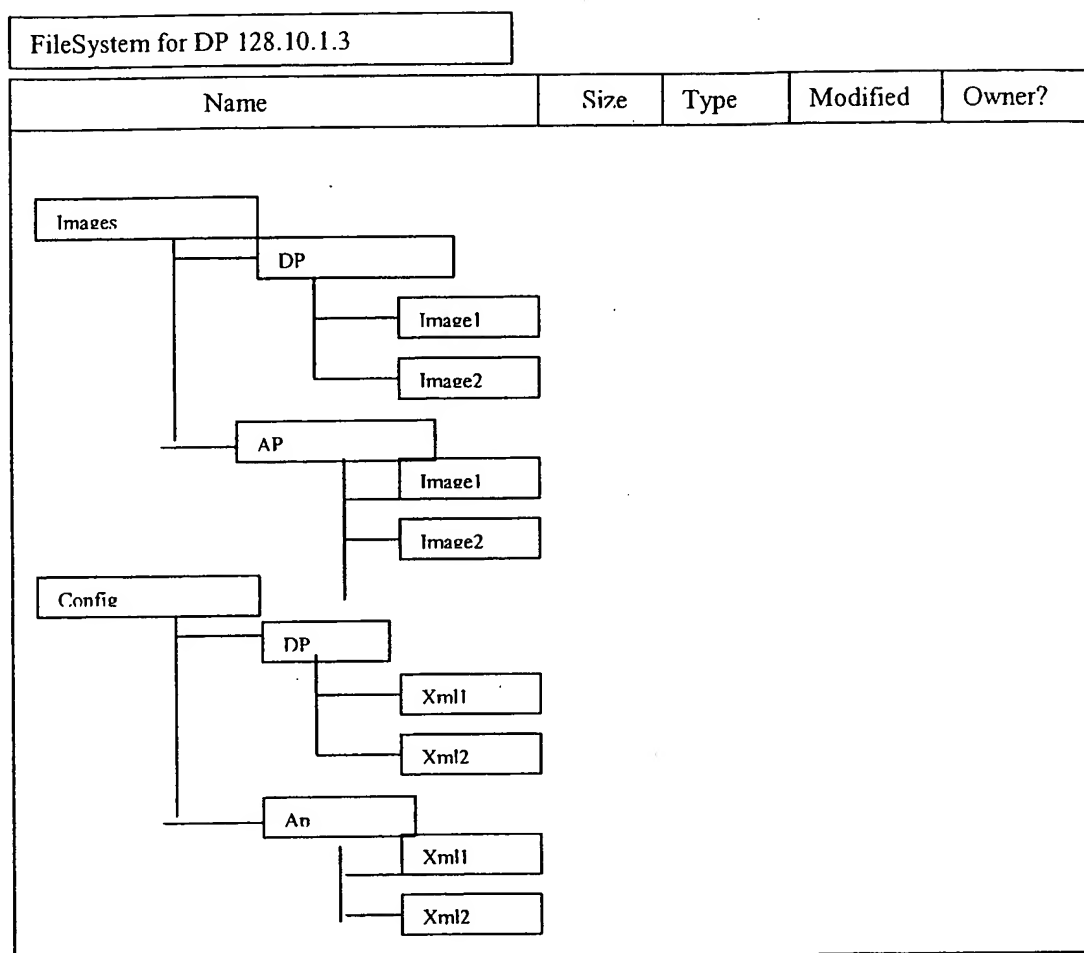 FileSystem for DP 128.10.1.3
Name Size Type Modified Owner?
Images
DP
Image1
Image2
AP
Image1
Image2
Config
DP
Xml1
Xml2
Ap
Xml1
Xml2